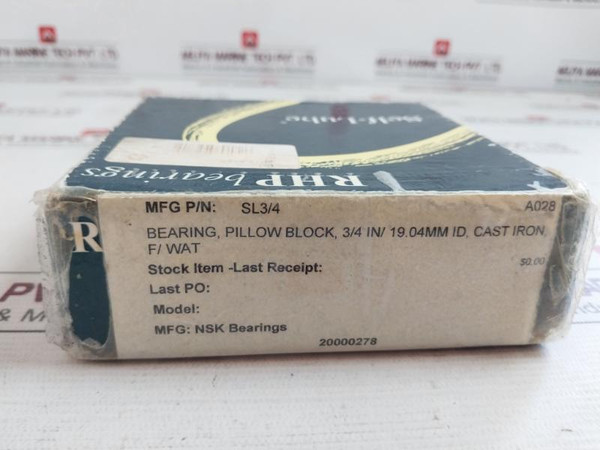 Self-Lube
RHP bearings
R
MFG P/N: SL3/4 A028
BEARING, PILLOW BLOCK, 3/4 IN/ 19.04MM ID, CAST IRON
F/ WAT
$0.00
Stock Item -Last Receipt:
Last PO:
Model:
MFG: NSK Bearings
20000278